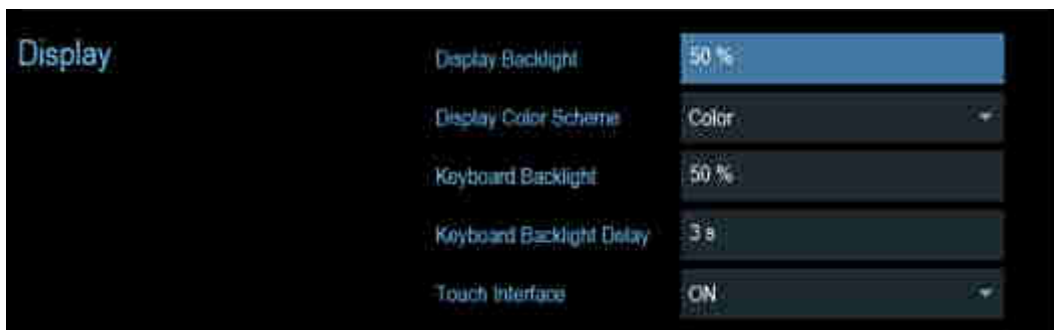 Display
Display Backlight 50 %
Display Color Scheme Color
Keyboard Backlight 50 %
Keyboard Backlight Delay 3 s
Touch Interface ON